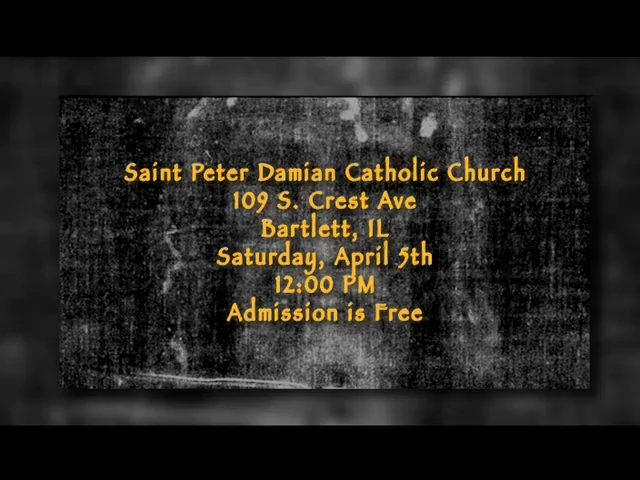 Saint Peter Damian Catholic Church
109 S. Crest Ave
Bartlett, IL
Saturday, April 5th
12:00 PM
Admission is Free